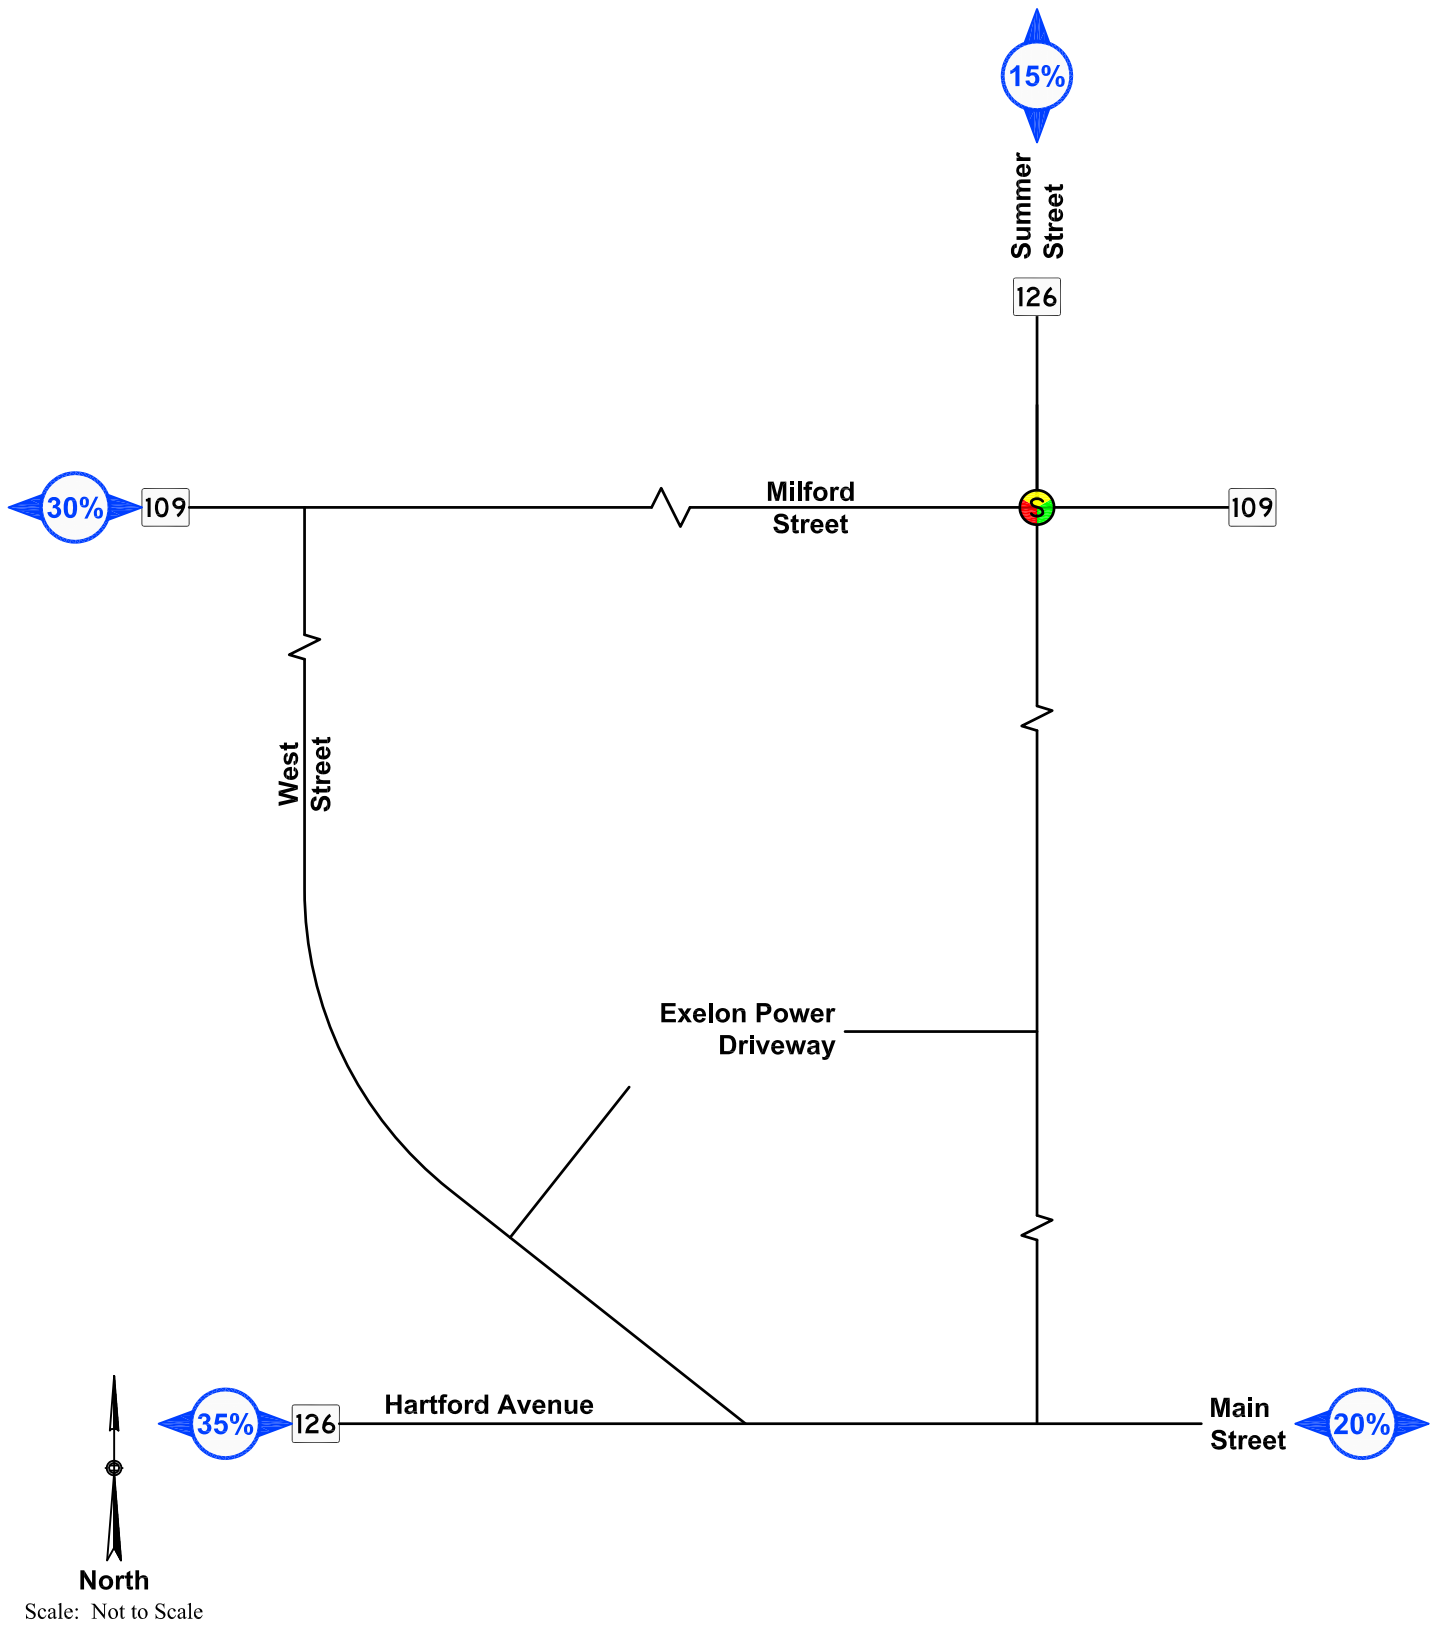 15%
Summer
Street
126
30%
109
Milford
Street
S
109
West
Street
Exelon Power
Driveway
35%
126
Hartford Avenue
Main
Street
20%
North
Scale: Not to Scale